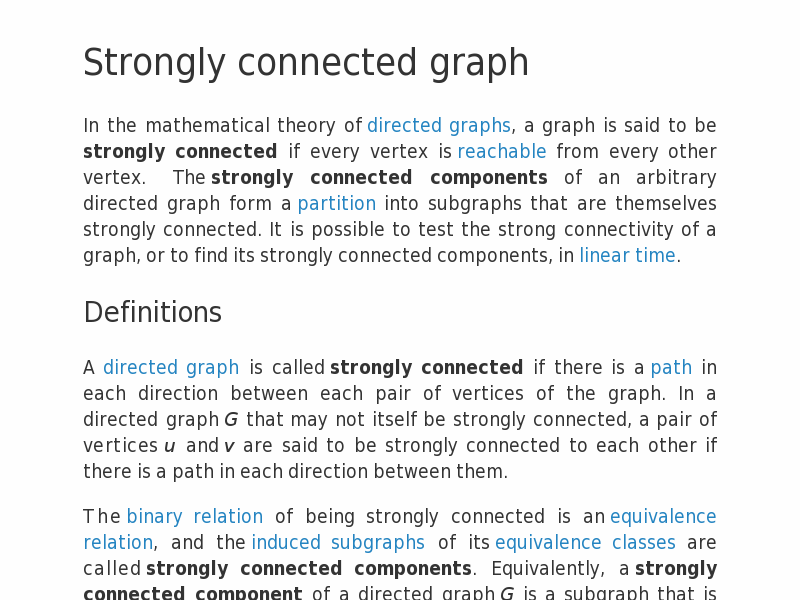 Strongly connected graph
In the mathematical theory of directed graphs, a graph is said to be
strongly connected if every vertex is reachable from every other
vertex. The strongly connected components of an arbitrary
directed graph form a partition into subgraphs that are themselves
strongly connected. It is possible to test the strong connectivity of a
graph, or to find its strongly connected components, in linear time.
Definitions
A directed graph is called strongly connected if there is a path in
each direction between each pair of vertices of the graph. In a
directed graph G that may not itself be strongly connected, a pair of
vertices u and v are said to be strongly connected to each other if
there is a path in each direction between them.
The binary relation of being strongly connected is an equivalence
relation, and the induced subgraphs of its equivalence classes are
called strongly connected components. Equivalently, a strongly
connected component of a directed graph G is a subgraph that is